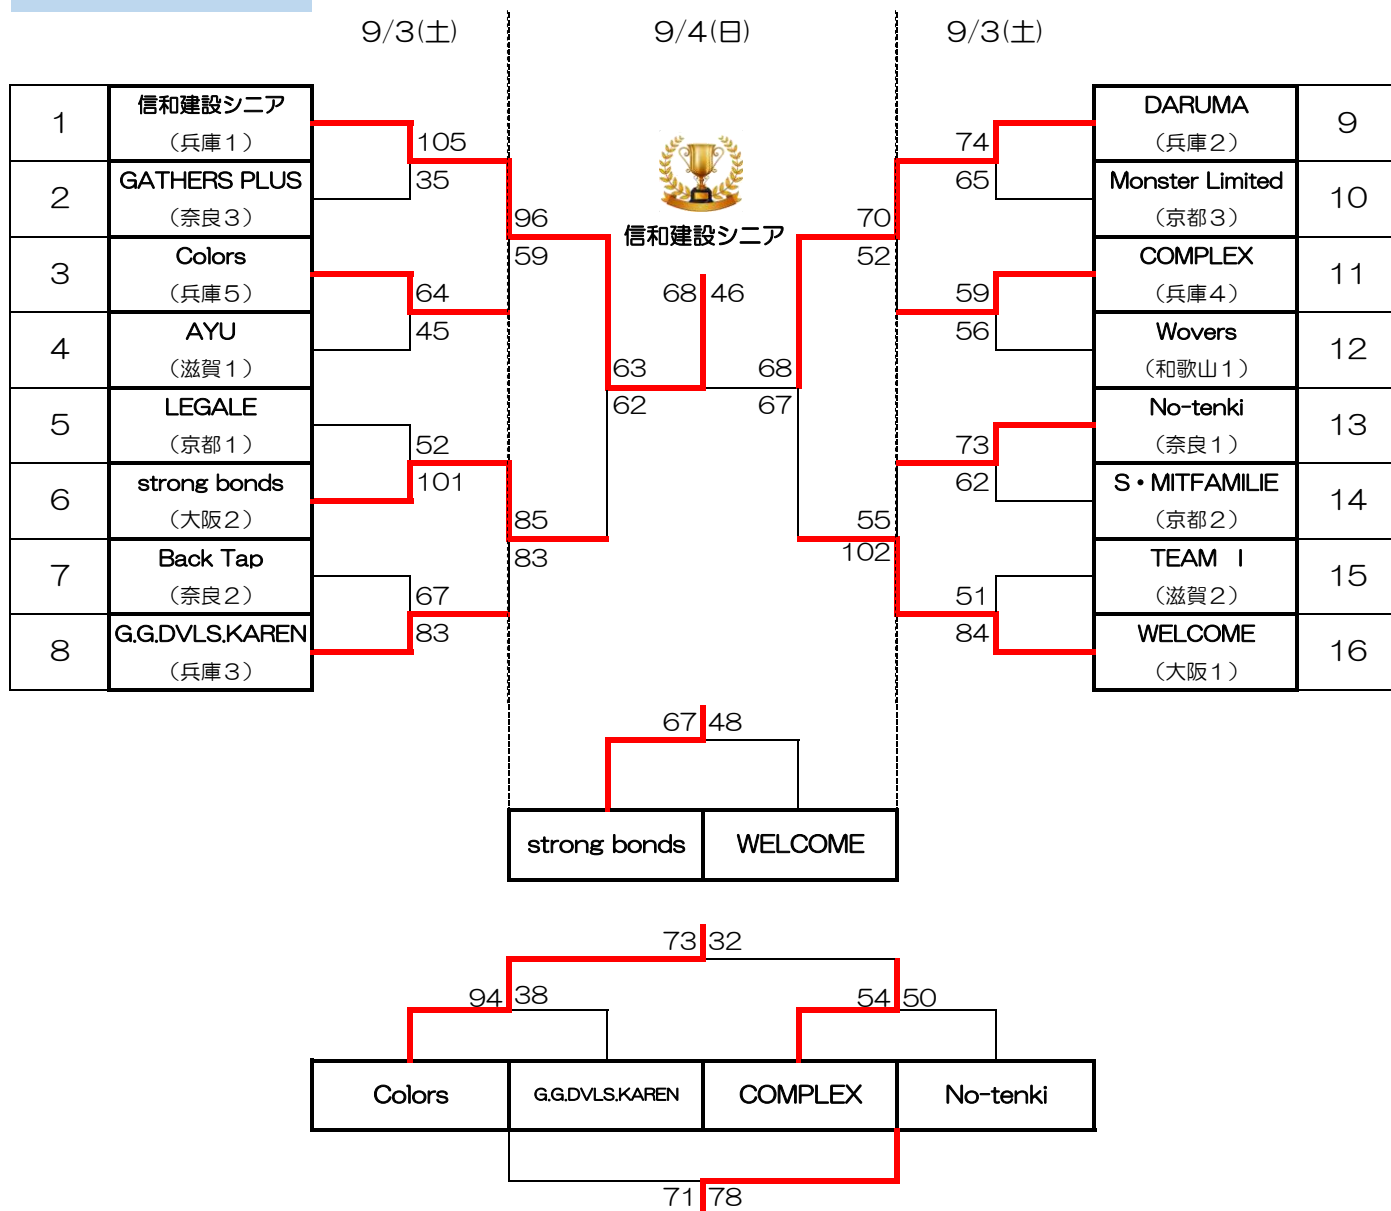 9/3(土)
9/4(日)
9/3(土)
1
信和建設シニア
（兵庫１）
2
GATHERS PLUS
（奈良３）
3
Colors
（兵庫５）
4
AYU
（滋賀１）
5
LEGALE
（京都１）
6
strong bonds
（大阪２）
7
Back Tap
（奈良２）
8
G.G.DVLS.KAREN
（兵庫３）
105
35
64
45
52
101
67
83
96
59
85
83
63
62
信和建設シニア
68 46
68
67
70
52
55
102
74
65
59
56
73
62
51
84
DARUMA
（兵庫２）
9
Monster Limited
（京都３）
10
COMPLEX
（兵庫４）
11
Wovers
（和歌山１）
12
No-tenki
（奈良１）
13
S・MITFAMILIE
（京都２）
14
TEAM　I
（滋賀２）
15
WELCOME
（大阪１）
16
67 48
strong bonds
WELCOME
73 32
94 38
54 50
Colors
G.G.DVLS.KAREN
COMPLEX
No-tenki
71 78